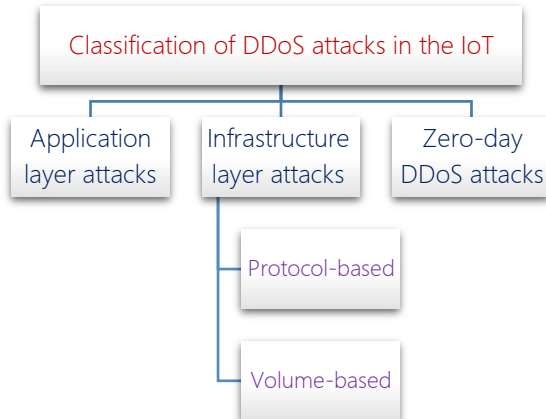 Classification of DDoS attacks in the IoT
Application
layer attacks
Infrastructure
layer attacks
Zero-day
DDoS attacks
Protocol-based
Volume-based